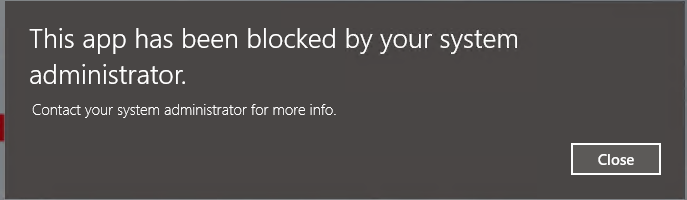 This app has been blocked by your system
administrator.
Contact your system administrator for more info.
Close